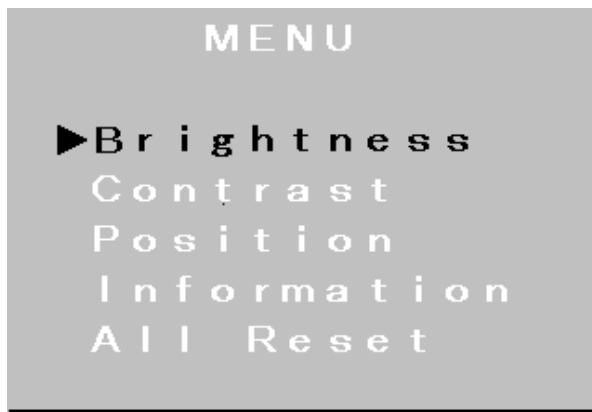 MENU
▶Brightness
Contrast
Position
Information
All Reset